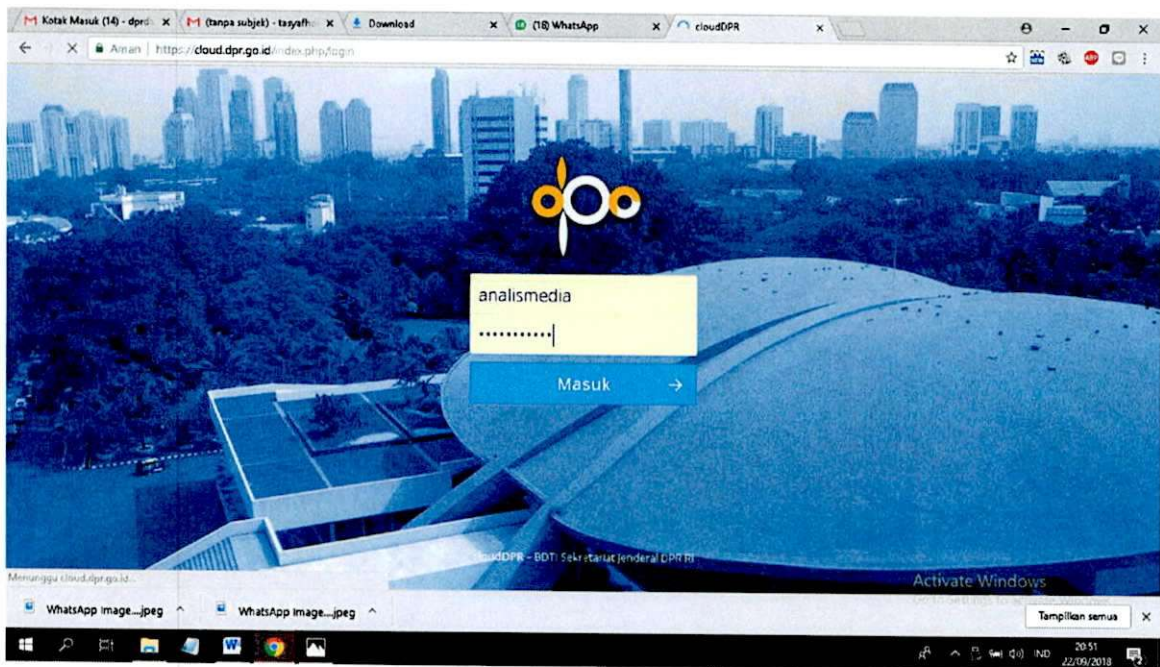 Kotak Masuk (14) - dprd
(tanpa subjek) - tasyafh
Download
(18) WhatsApp
cloudDPR
Aman
https://cloud.dpr.go.id/index.php/login
ABP
analismedia
Masuk
cloudDPR - BDTI Sekretariat Jenderal DPR RI
Menunggu cloud.dpr.go.id...
Activate Windows
WhatsApp Image....jpeg
WhatsApp Image....jpeg
Tampilkan semua
IND
20:51
22/09/2018